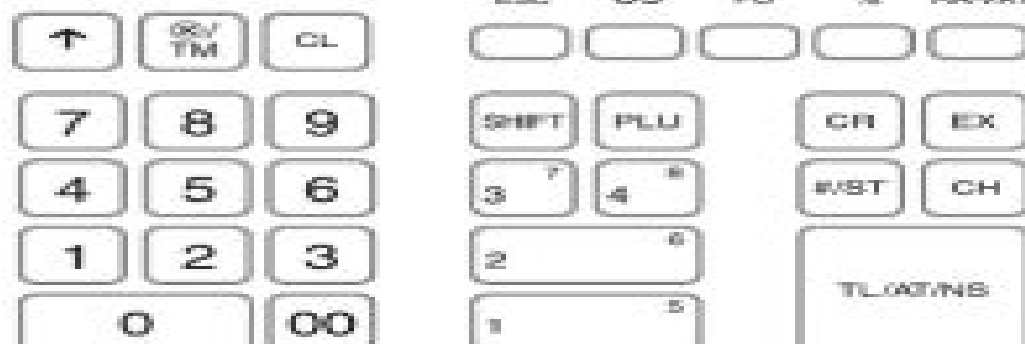 ↑ ⊗/TM CL
7 8 9 SHIFT PLU CR EX
4 5 6 3 7 4 8 #/ST CH
1 2 3 2 6 TL/AT/NS
0 00 1 5